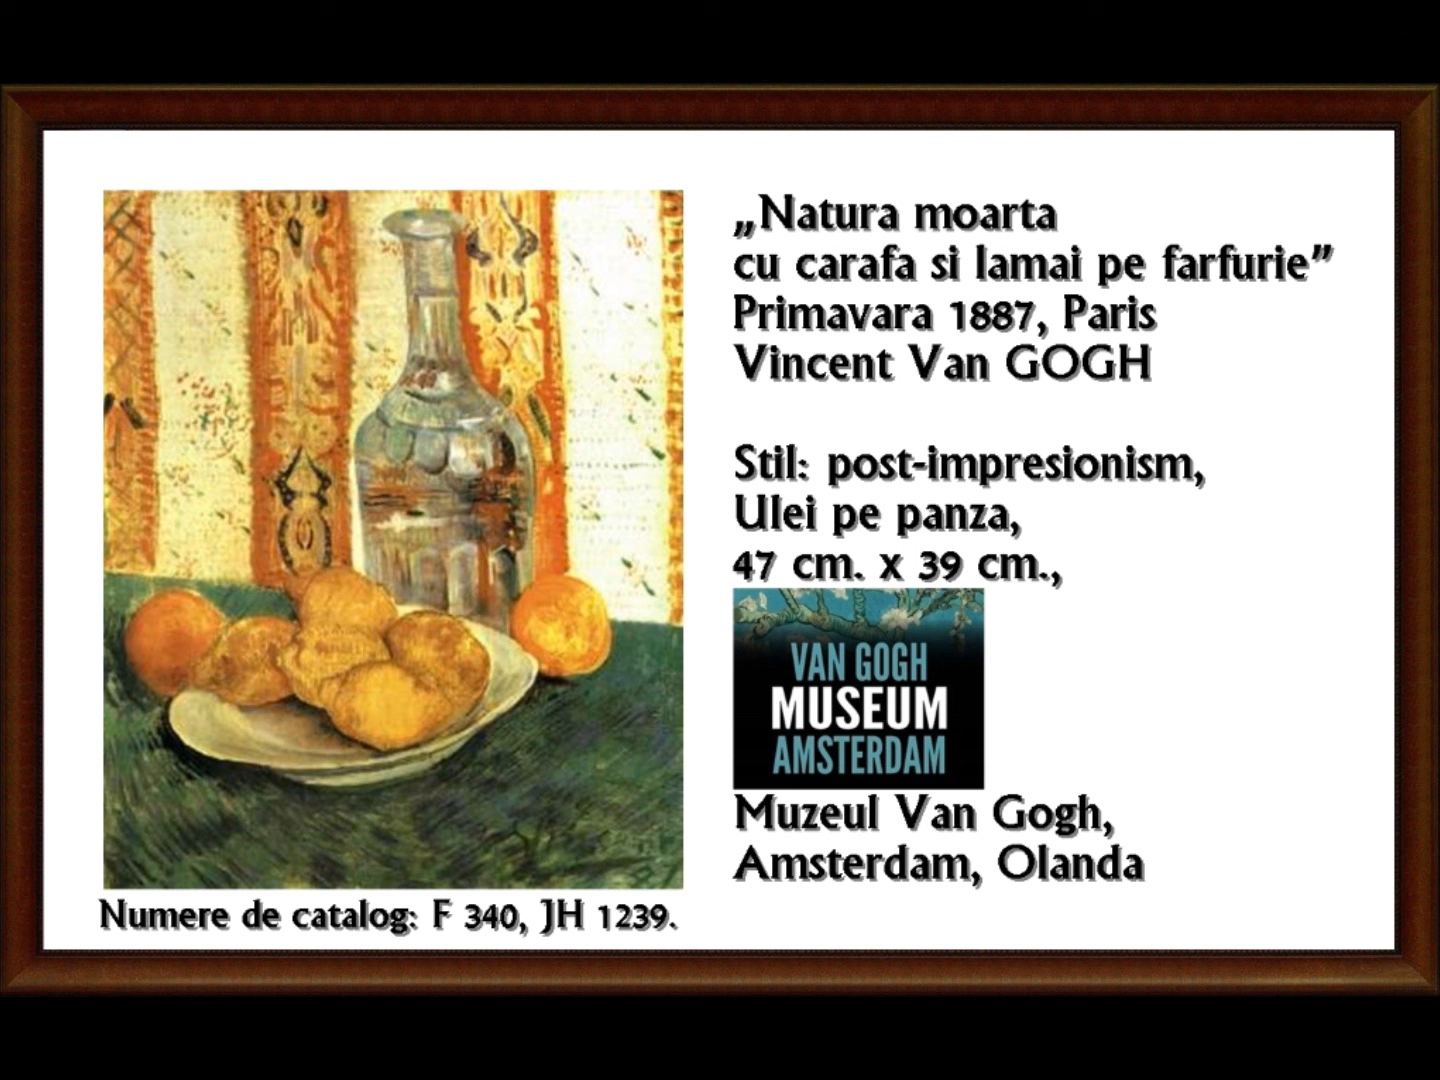 „Natura moarta
cu carafa si lamai pe farfurie”
Primavara 1887, Paris
Vincent Van GOGH
Stil: post-impresionism,
Ulei pe panza,
47 cm. x 39 cm.,
VAN GOGH
MUSEUM
AMSTERDAM
Muzeul Van Gogh,
Amsterdam, Olanda
Numere de catalog: F 340, JH 1239.